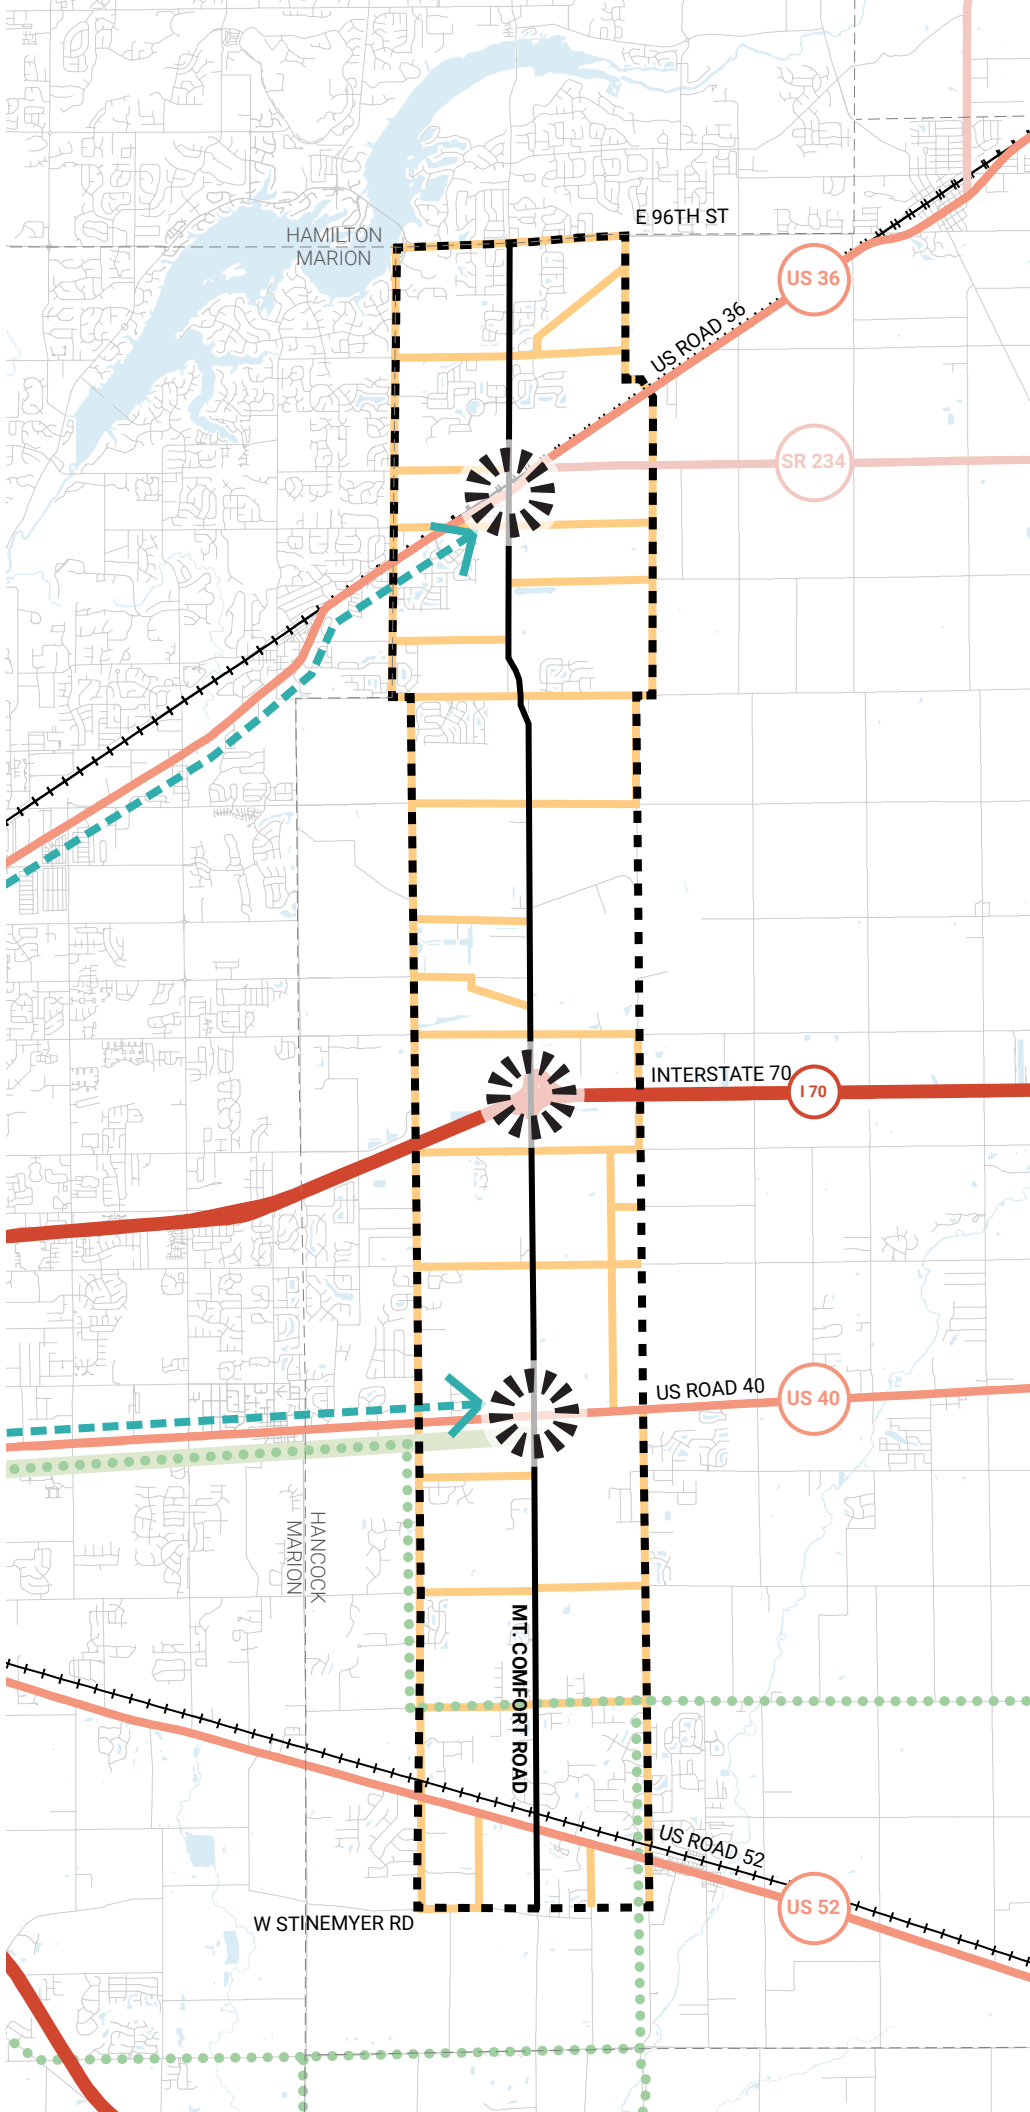 E 96TH ST
HAMILTON
MARION
US 36
US ROAD 36
SR 234
INTERSTATE 70
I 70
US ROAD 40
US 40
HANCOCK
MARION
MT. COMFORT ROAD
US ROAD 52
US 52
W STINEMYER RD